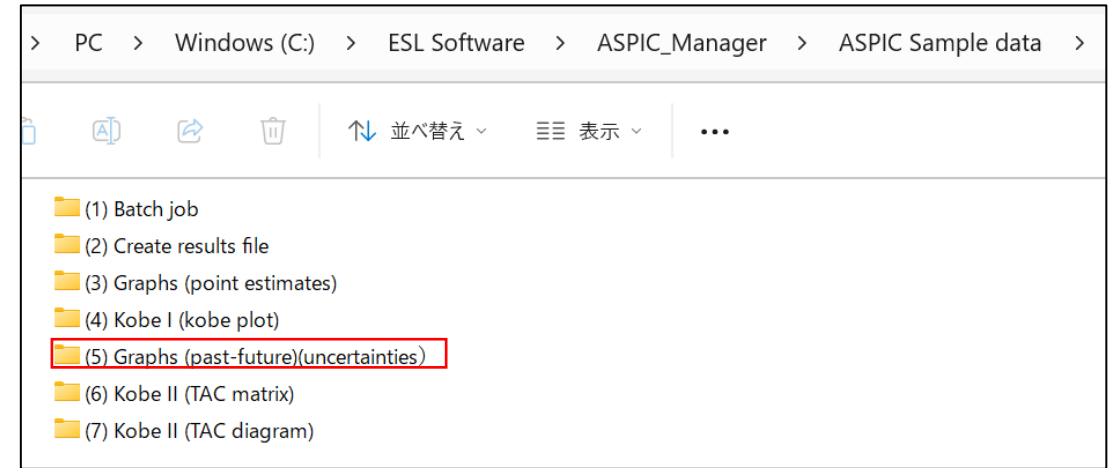 > PC > Windows (C:) > ESL Software > ASPIC_Manager > ASPIC Sample data >
並べ替え 表示
(1) Batch job
(2) Create results file
(3) Graphs (point estimates)
(4) Kobe I (kobe plot)
(5) Graphs (past-future)(uncertainties）
(6) Kobe II (TAC matrix)
(7) Kobe II (TAC diagram)